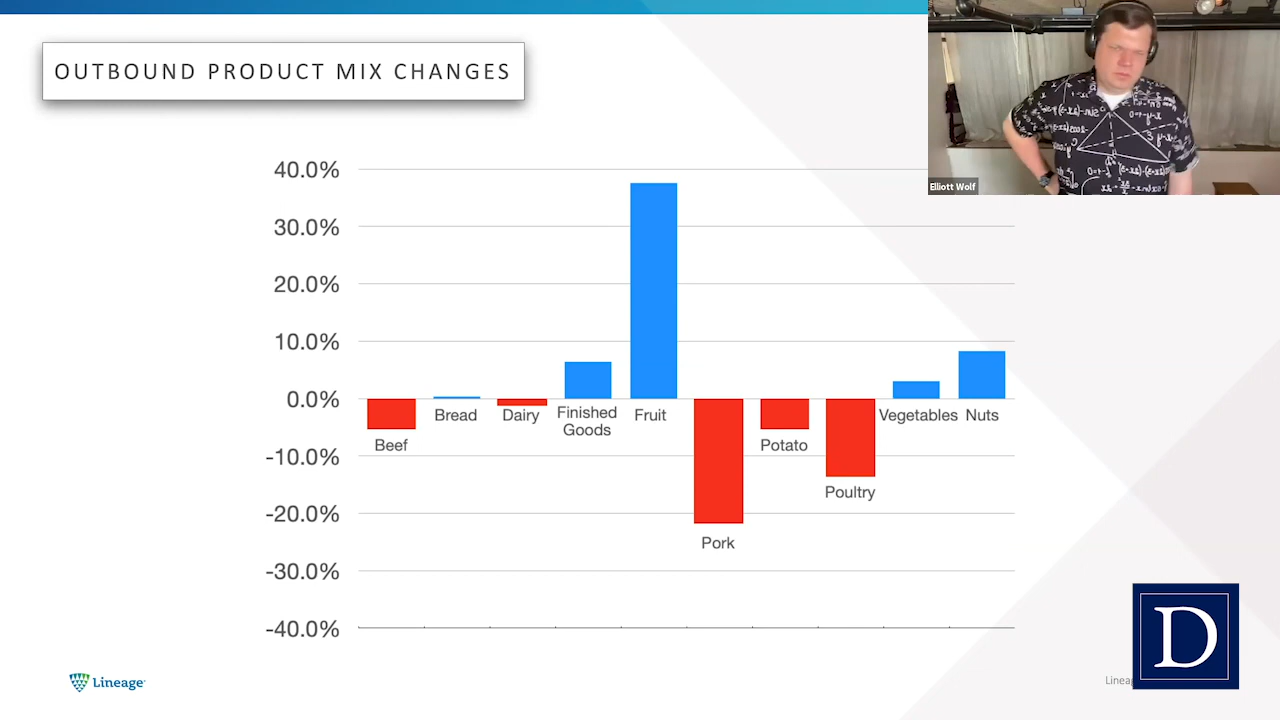 OUTBOUND PRODUCT MIX CHANGES
Elliott Wolf
40.0%
30.0%
20.0%
10.0%
0.0%
-10.0%
-20.0%
-30.0%
-40.0%
Beef
Bread
Dairy
Finished
Goods
Fruit
Pork
Potato
Poultry
Vegetables
Nuts
Lineage
D